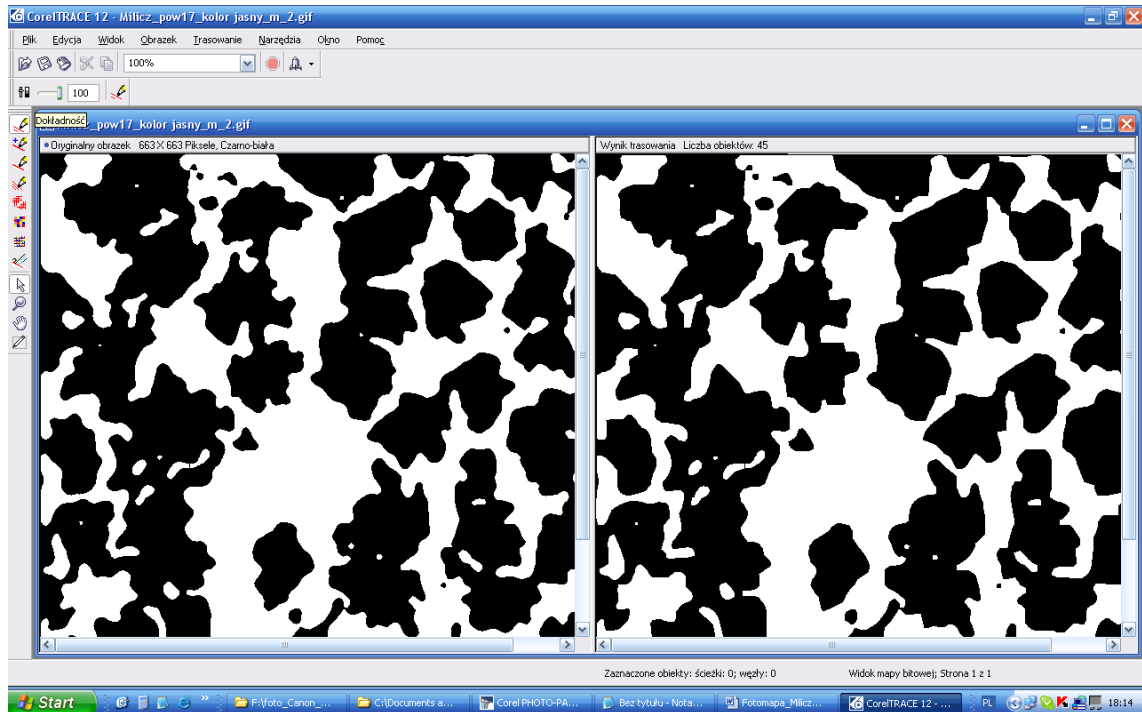 CorelTRACE 12 - Milicz_pow17_kolor jasny_m_2.gif
Plik Edycja Widok Obrazek Trasowanie Narzędzia Okno Pomoc
100%
100
Dokładność
_pow17_kolor jasny_m_2.gif
Oryginalny obrazek 663 X 663 Piksele, Czarno-biała
Wynik trasowania Liczba obiektów: 45
Zaznaczone obiekty: ścieżki: 0; węzły: 0
Widok mapy bitowej; Strona 1 z 1
Start
F:\foto_Canon_...
C:\Documents a...
Corel PHOTO-PA...
Bez tytułu - Nota...
Fotomapa_Milicz...
CorelTRACE 12 - ...
PL
18:14